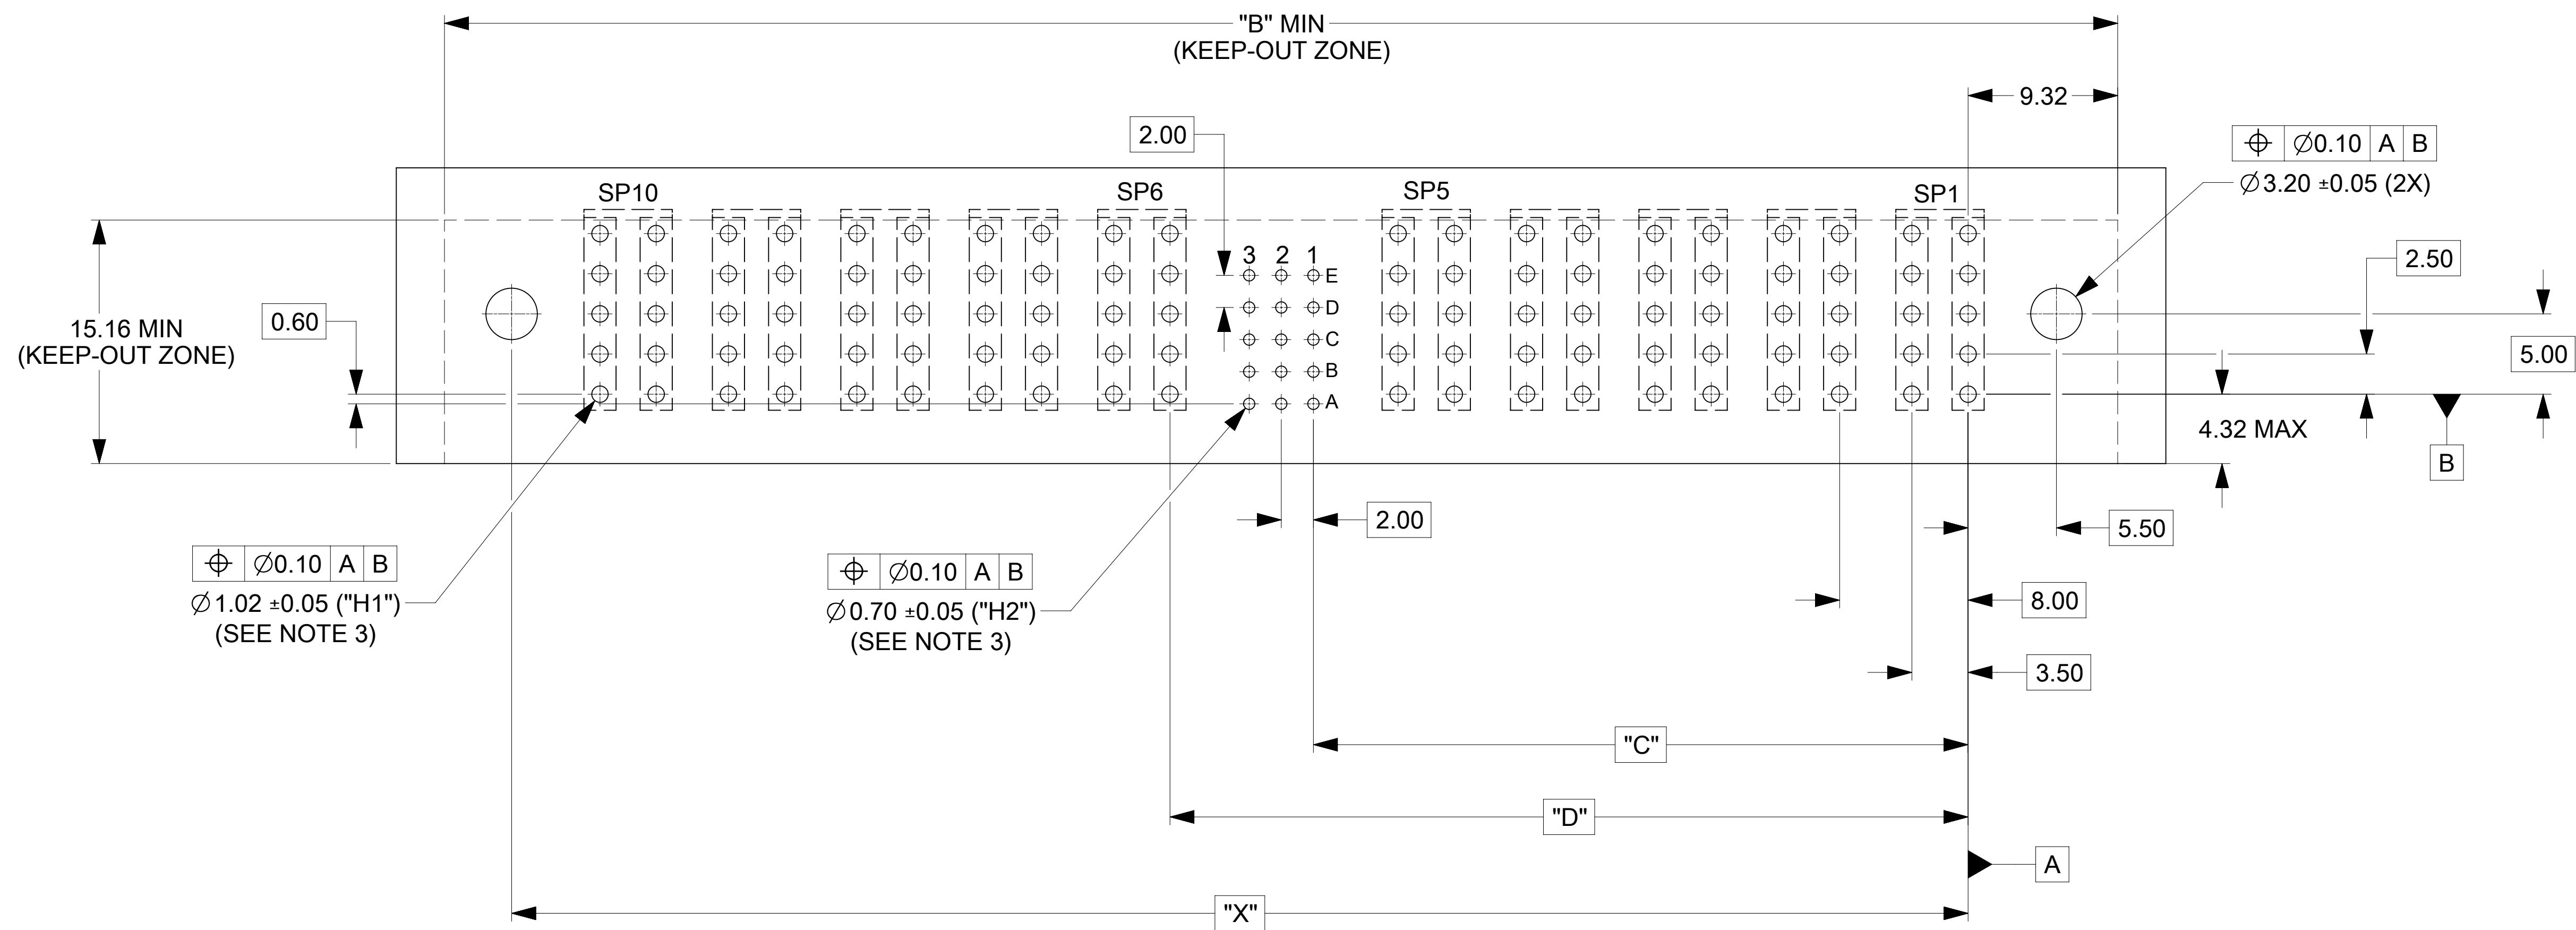 "B" MIN
(KEEP-OUT ZONE)
9.32
2.00
⌖ ∅0.10 A B
∅3.20 ±0.05 (2X)
SP10
SP6
SP5
SP1
3 2 1
E
D
C
B
A
2.50
0.60
15.16 MIN
(KEEP-OUT ZONE)
5.00
4.32 MAX
B
2.00
5.50
⌖ ∅0.10 A B
∅1.02 ±0.05 ("H1")
(SEE NOTE 3)
⌖ ∅0.10 A B
∅0.70 ±0.05 ("H2")
(SEE NOTE 3)
8.00
3.50
"C"
"D"
A
"X"